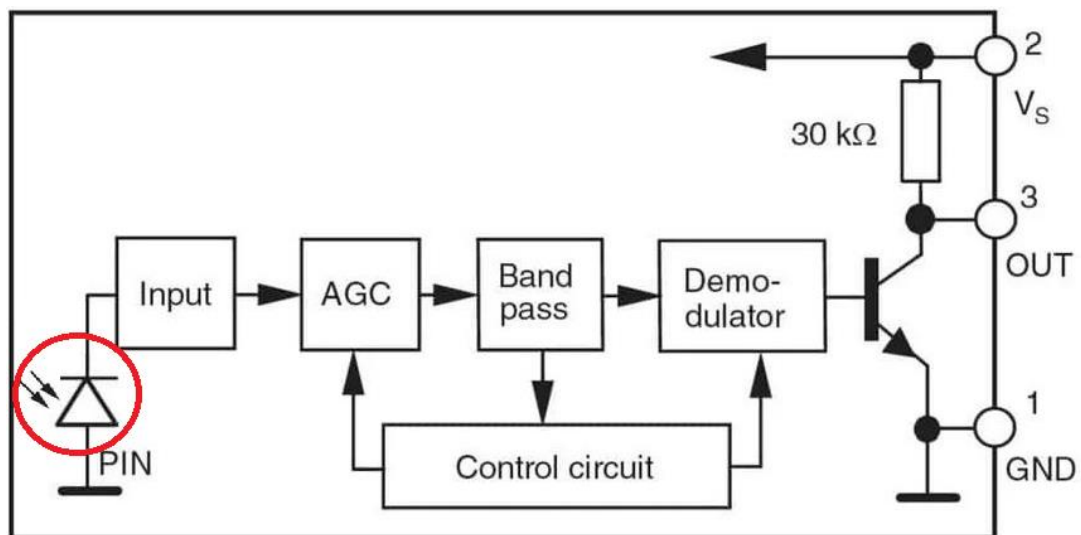 2
V_S
30 kΩ
3
OUT
Input
AGC
Band
pass
Demo-
dulator
1
GND
PIN
Control circuit